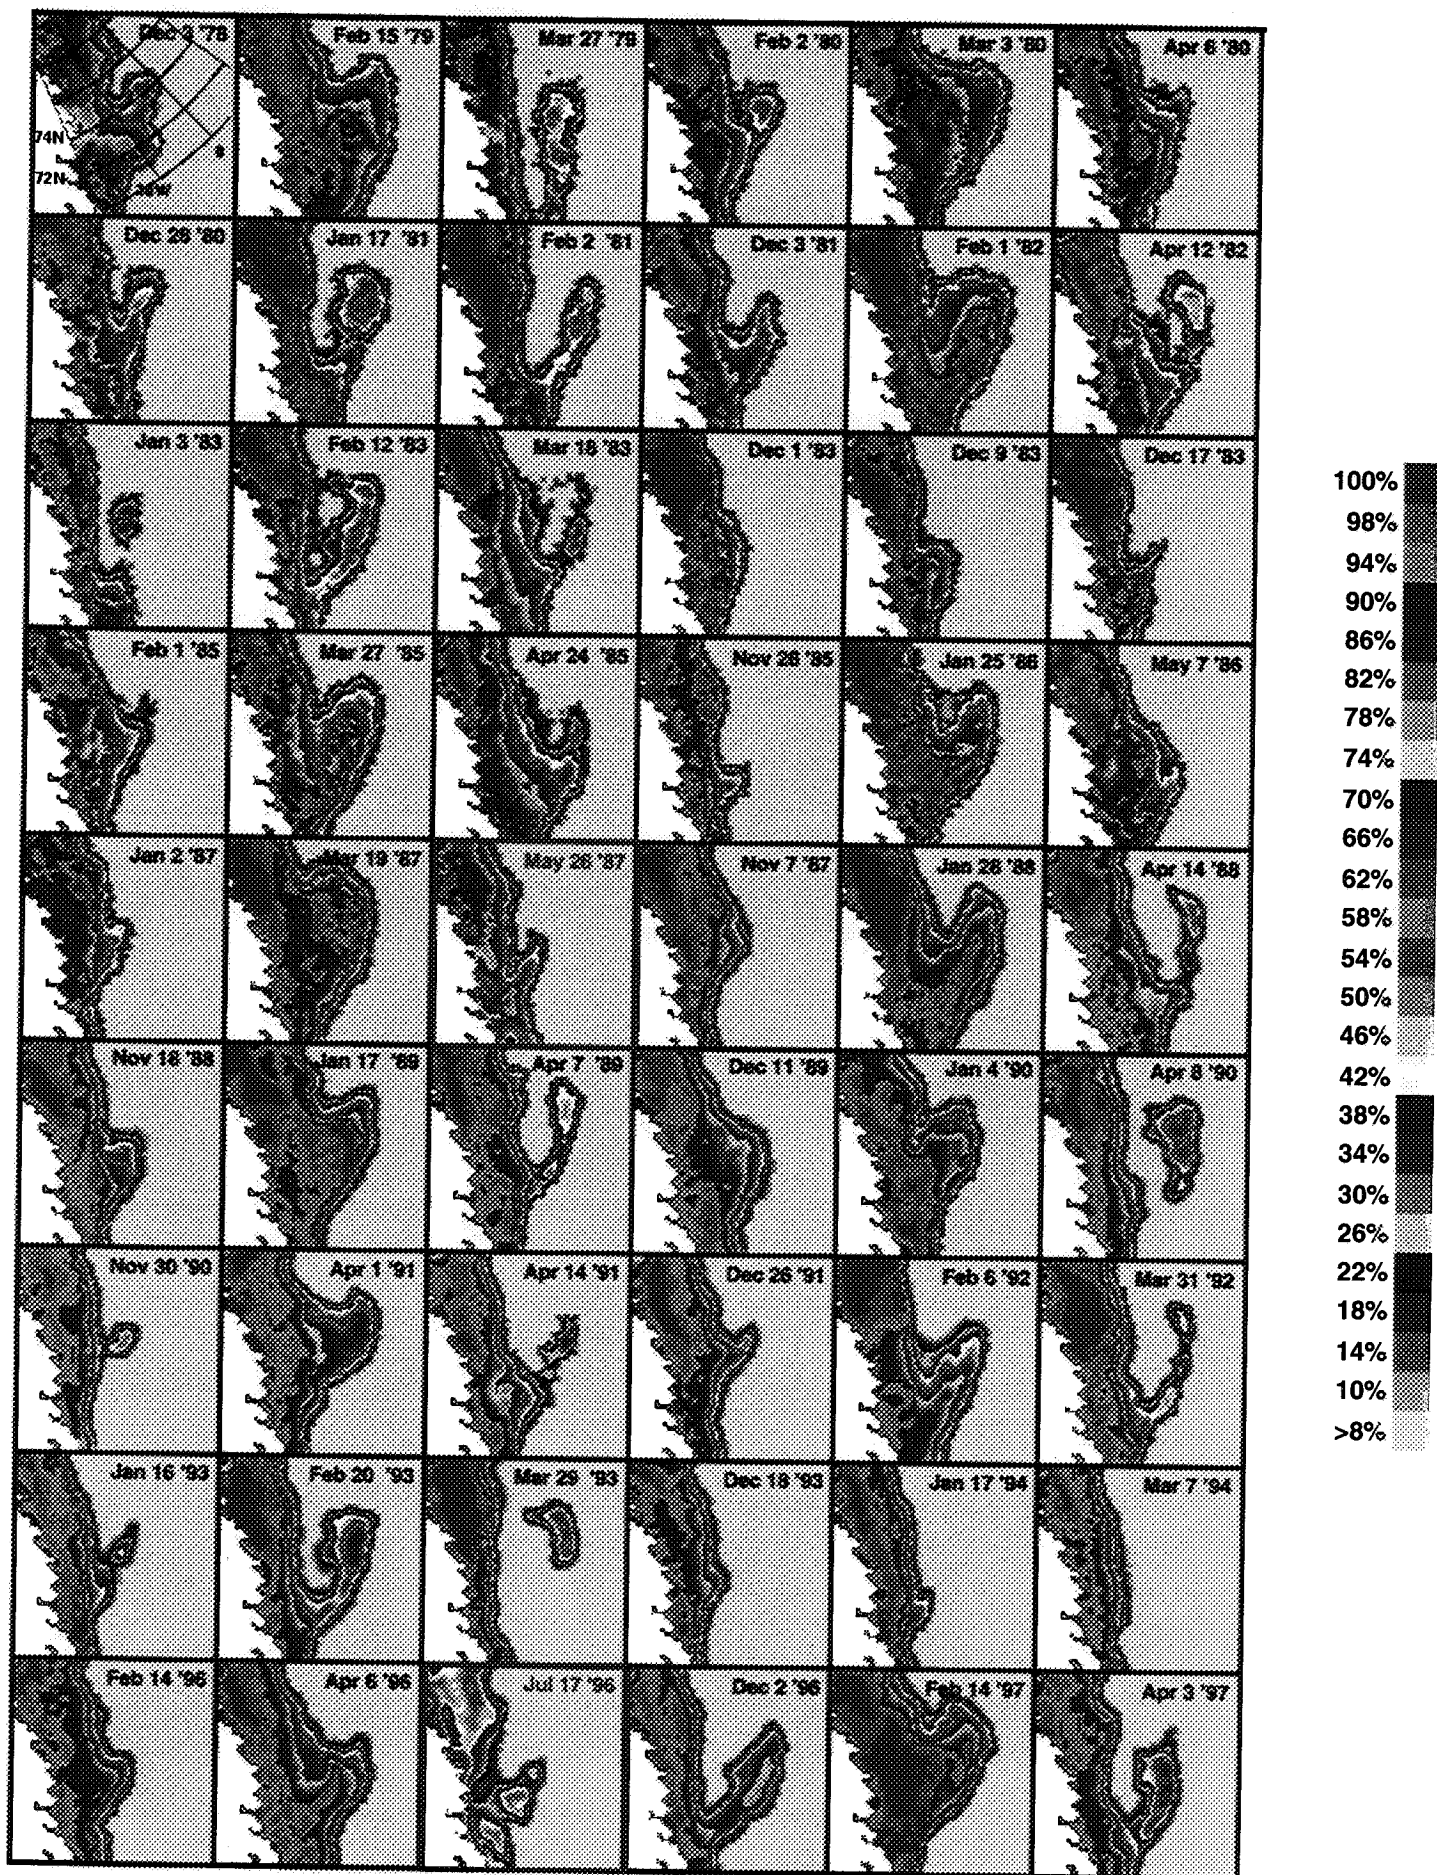 Dec 3 '78
Feb 15 '79
Mar 27 '79
Feb 2 '80
Mar 3 '80
Apr 6 '80
74N
72N
Dec 28 '80
Jan 17 '81
Feb 2 '81
Dec 3 '81
Feb 1 '82
Apr 12 '82
Jan 3 '83
Feb 12 '83
Mar 18 '83
Dec 1 '83
Dec 9 '83
Dec 17 '83
Feb 1 '85
Mar 27 '85
Apr 24 '85
Nov 26 '85
Jan 25 '86
May 7 '86
Jan 2 '87
Mar 19 '87
May 26 '87
Nov 7 '87
Jan 28 '88
Apr 14 '88
Nov 18 '88
Jan 17 '89
Apr 7 '89
Dec 11 '89
Jan 4 '90
Apr 8 '90
Nov 30 '90
Apr 1 '91
Apr 14 '91
Dec 26 '91
Feb 6 '92
Mar 31 '92
Jan 16 '93
Feb 20 '93
Mar 29 '93
Dec 18 '93
Jan 17 '94
Mar 7 '94
Feb 14 '96
Apr 6 '96
Jul 17 '96
Dec 2 '96
Feb 14 '97
Apr 3 '97
100%
98%
94%
90%
86%
82%
78%
74%
70%
66%
62%
58%
54%
50%
46%
42%
38%
34%
30%
26%
22%
18%
14%
10%
>8%